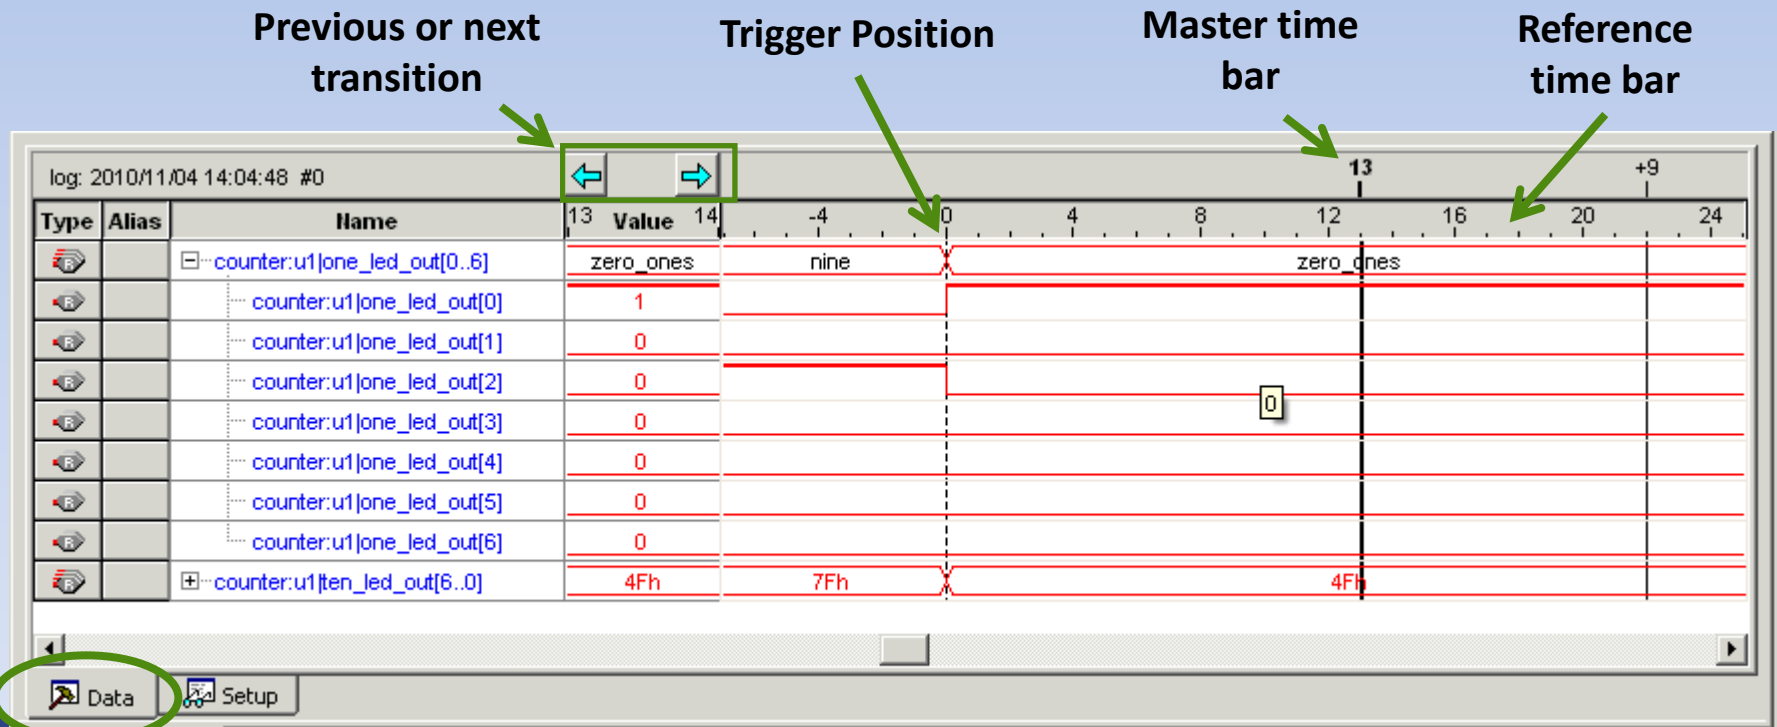 Previous or next
transition
Trigger Position
Master time
bar
Reference
time bar
log: 2010/11/04 14:04:48 #0
13
+9
Type Alias Name 13 Value 14 -4 0 4 8 12 16 20 24
counter:u1|one_led_out[0..6] zero_ones nine zero_ones
counter:u1|one_led_out[0] 1
counter:u1|one_led_out[1] 0
counter:u1|one_led_out[2] 0
0
counter:u1|one_led_out[3] 0
counter:u1|one_led_out[4] 0
counter:u1|one_led_out[5] 0
counter:u1|one_led_out[6] 0
counter:u1|ten_led_out[6..0] 4Fh 7Fh 4Fh
Data Setup